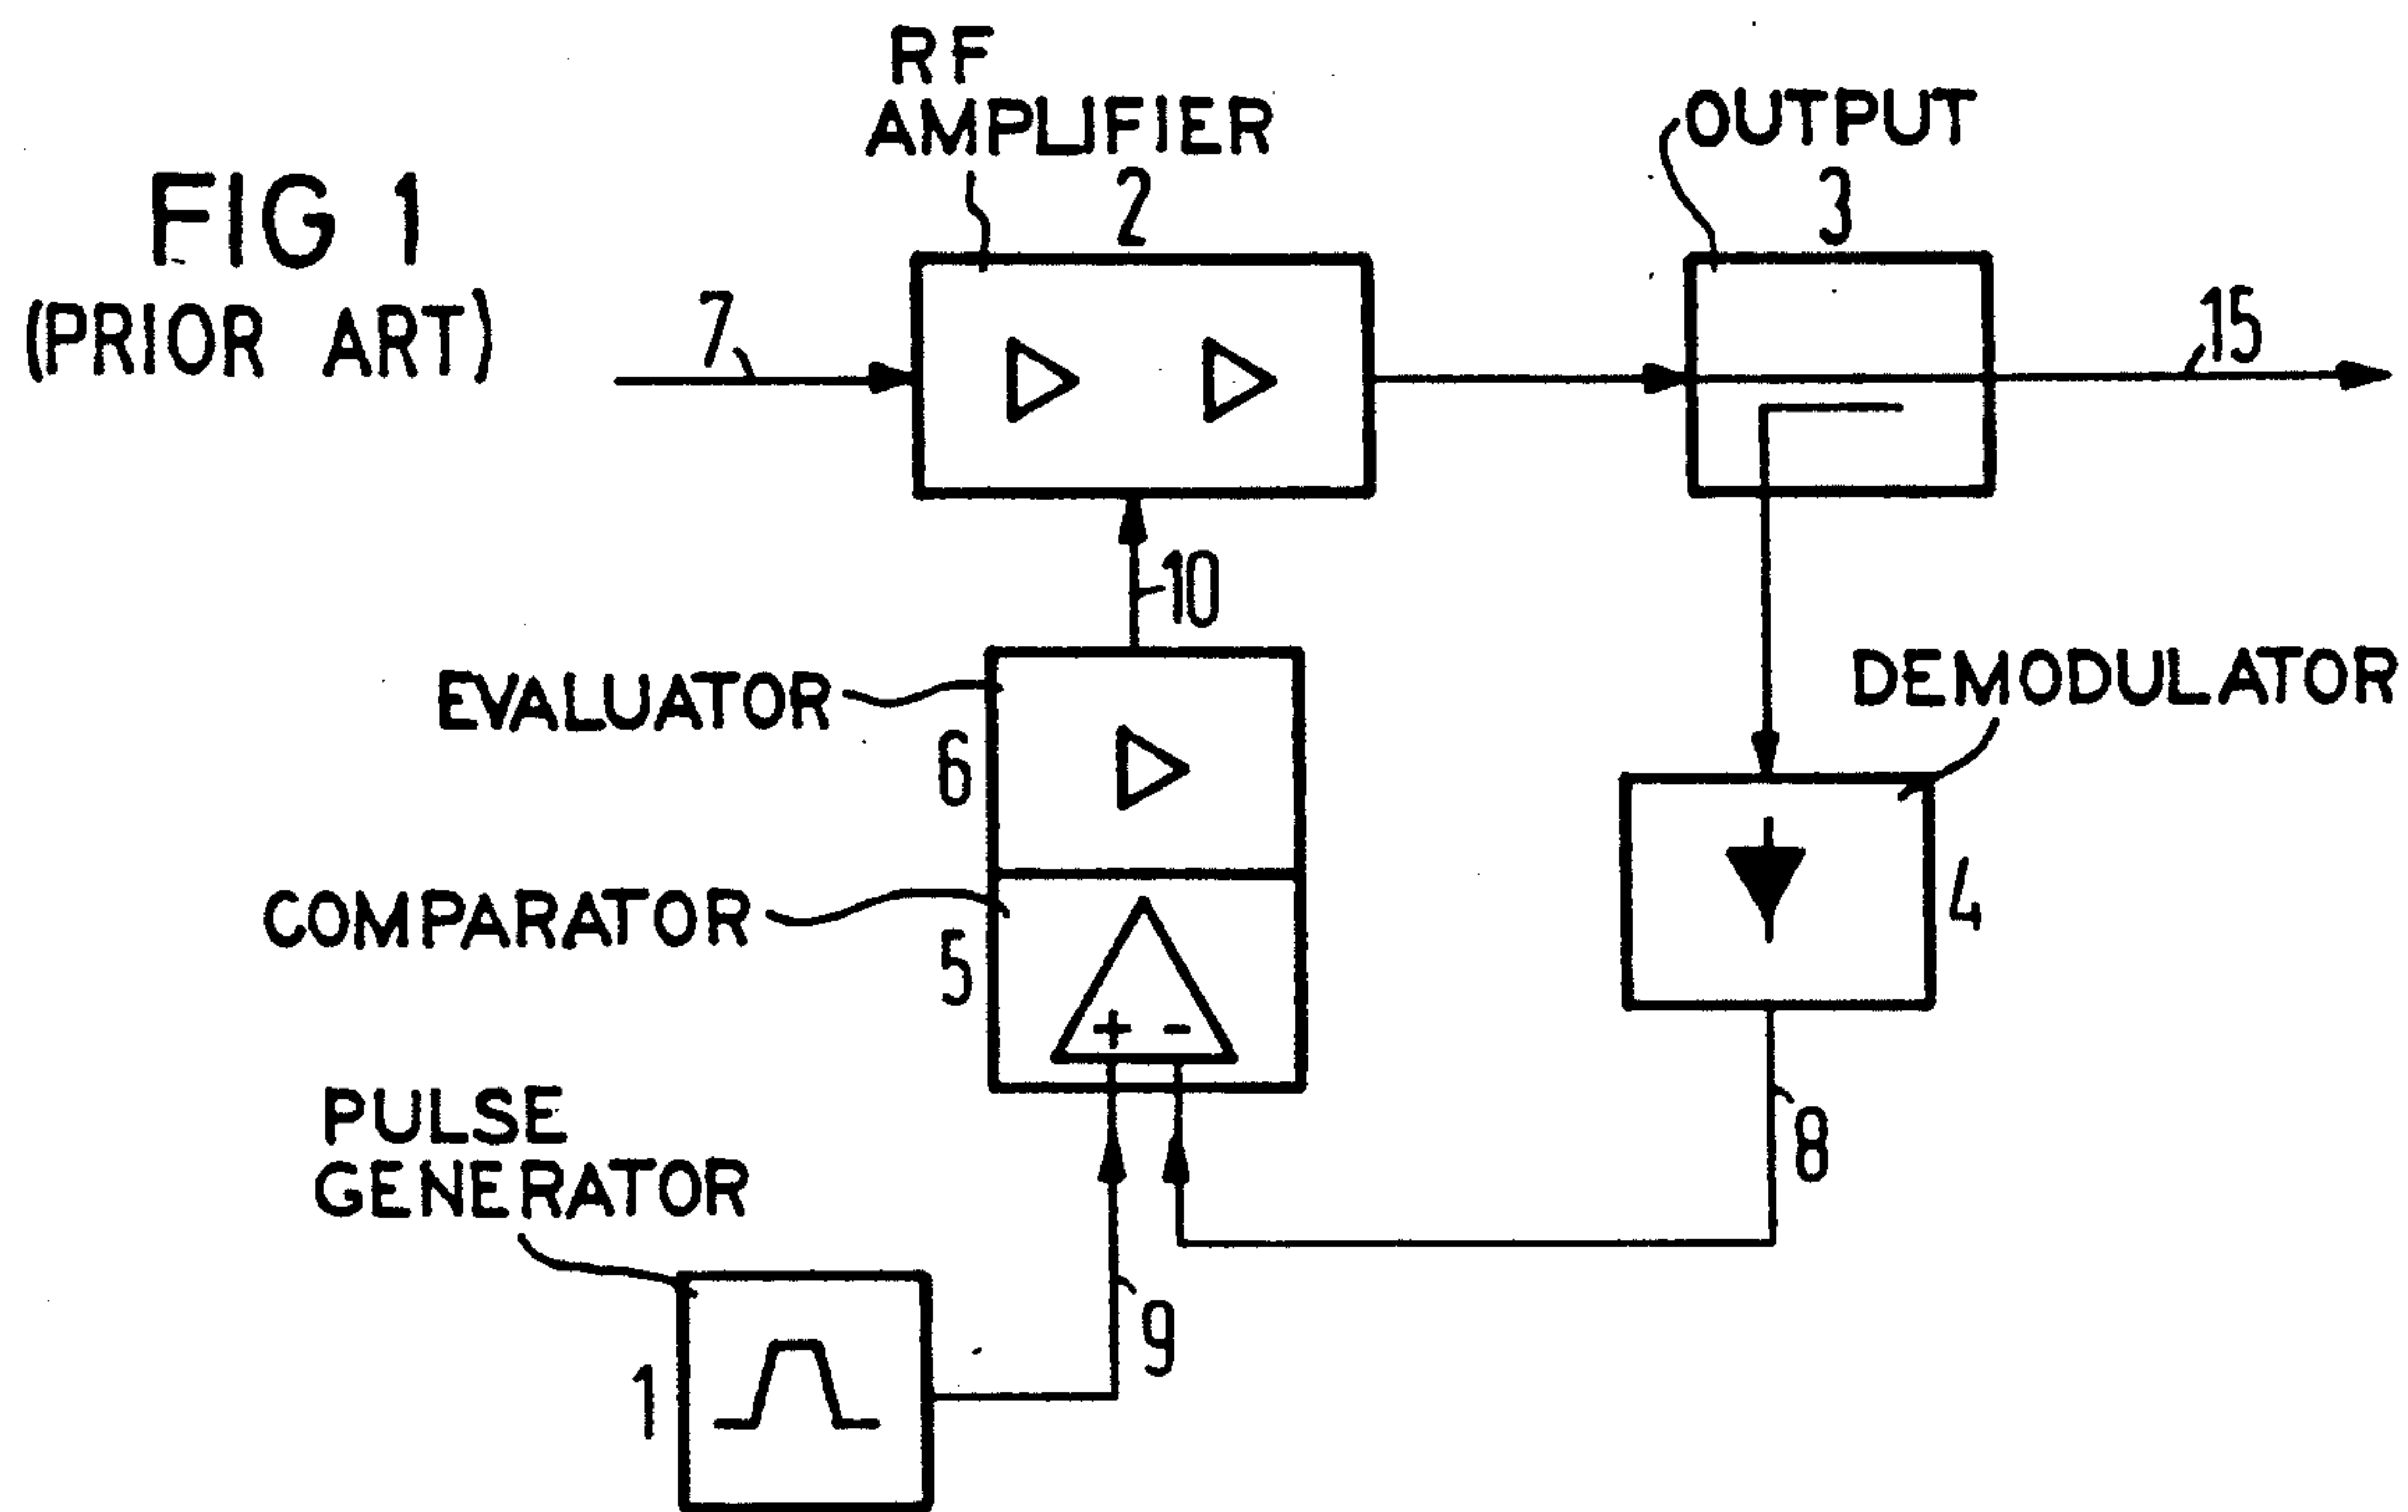 FIG 1
(PRIOR ART)
RF
AMPLIFIER
2
OUTPUT
3
7
15
10
EVALUATOR
6
DEMODULATOR
4
COMPARATOR
5
+ -
PULSE
GENERATOR
1
9
8